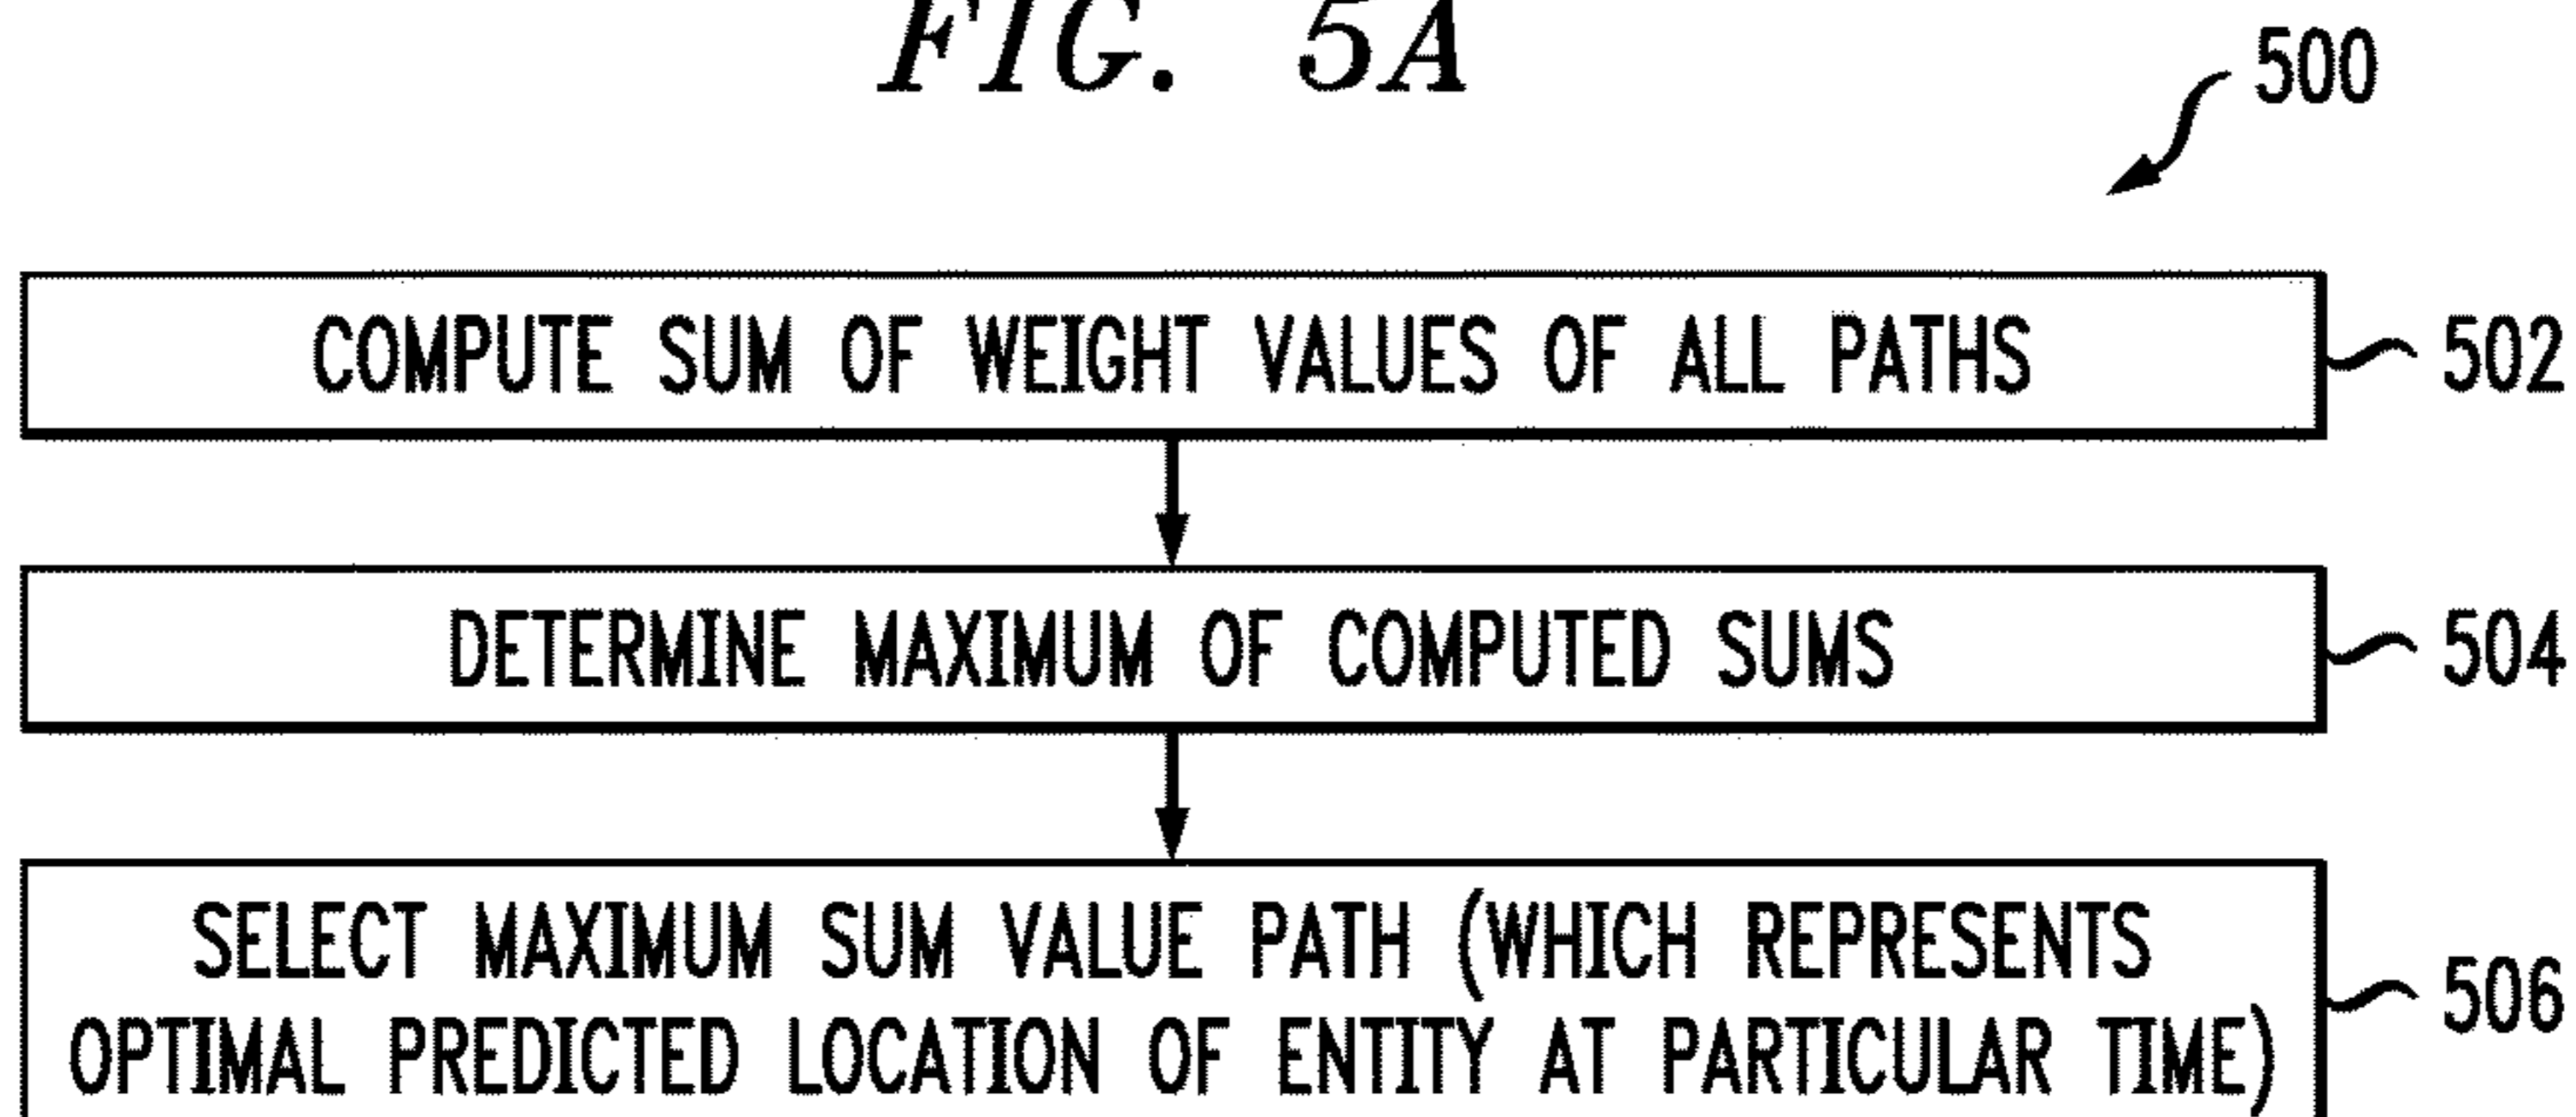 FIG. 5A
500
COMPUTE SUM OF WEIGHT VALUES OF ALL PATHS
502
DETERMINE MAXIMUM OF COMPUTED SUMS
504
SELECT MAXIMUM SUM VALUE PATH (WHICH REPRESENTS
OPTIMAL PREDICTED LOCATION OF ENTITY AT PARTICULAR TIME)
506